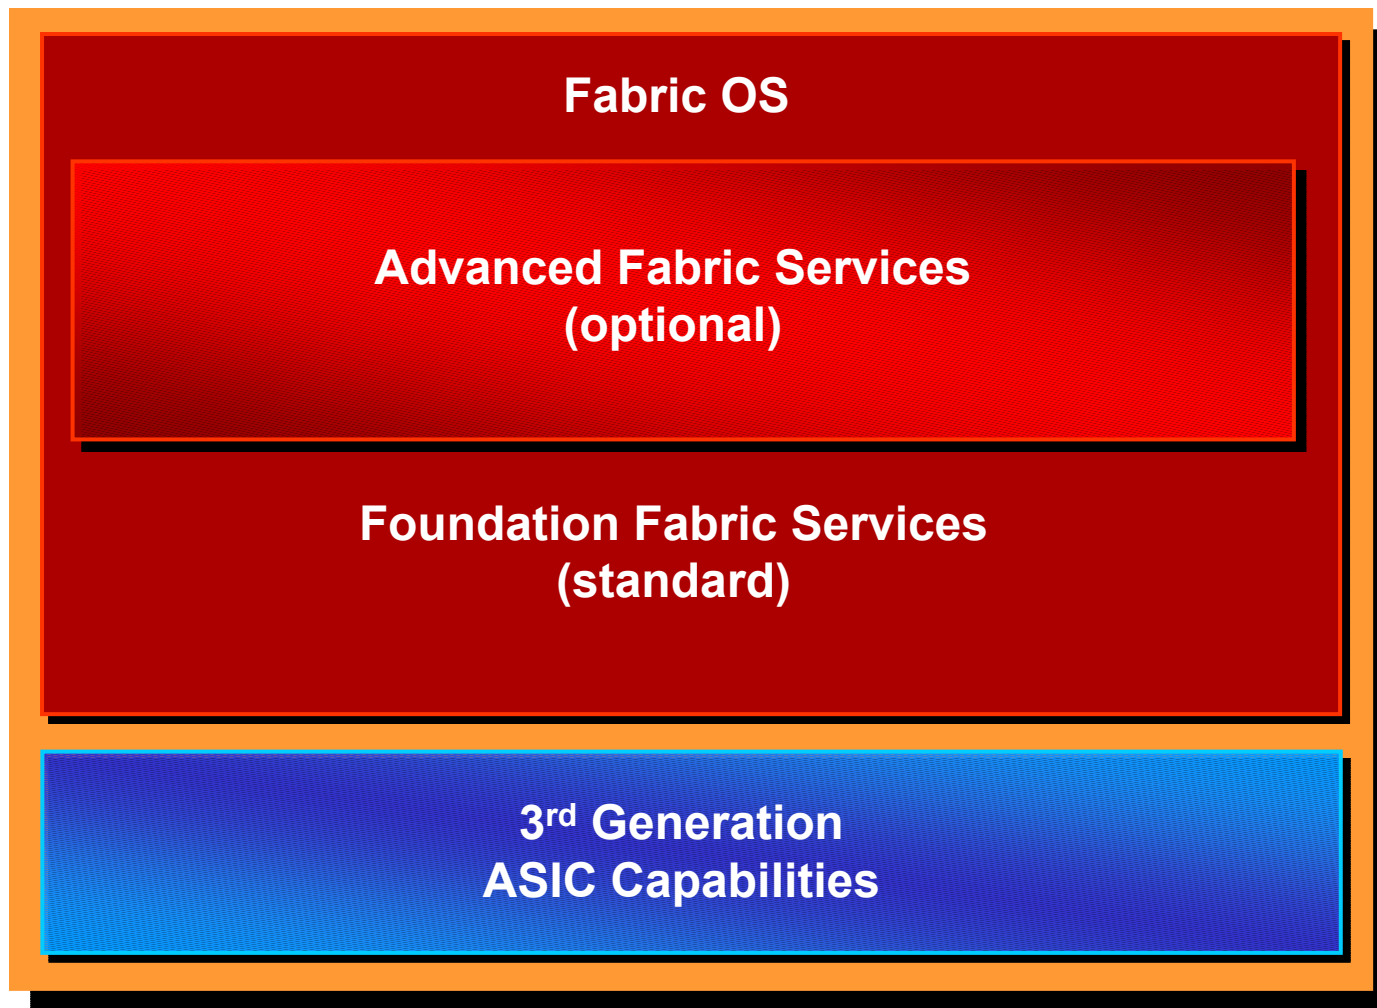 Fabric OS
Advanced Fabric Services
(optional)
Foundation Fabric Services
(standard)
3rd Generation
ASIC Capabilities